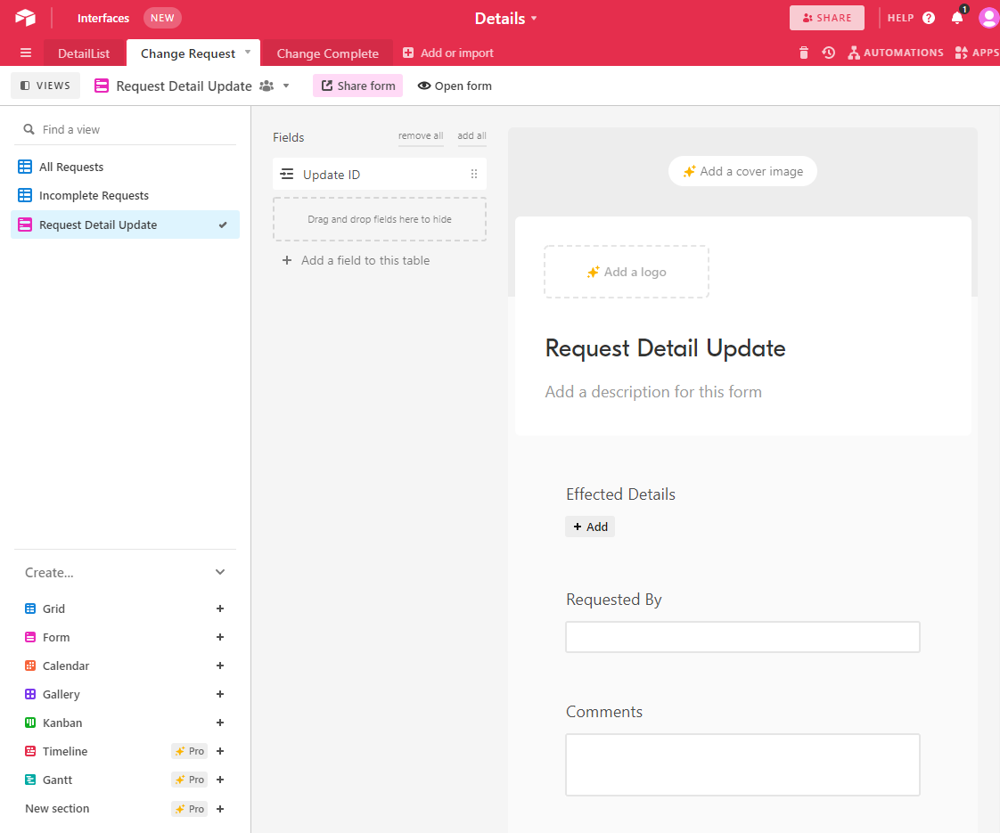 Interfaces NEW Details SHARE HELP 1
DetailList Change Request Change Complete Add or import AUTOMATIONS APPS
VIEWS Request Detail Update Share form Open form
Find a view
All Requests
Incomplete Requests
Request Detail Update
Create...
Grid
Form
Calendar
Gallery
Kanban
Timeline Pro
Gantt Pro
New section Pro
Fields remove all add all
Update ID
Drag and drop fields here to hide
Add a field to this table
Add a cover image
Add a logo
Request Detail Update
Add a description for this form
Effected Details
+ Add
Requested By
Comments